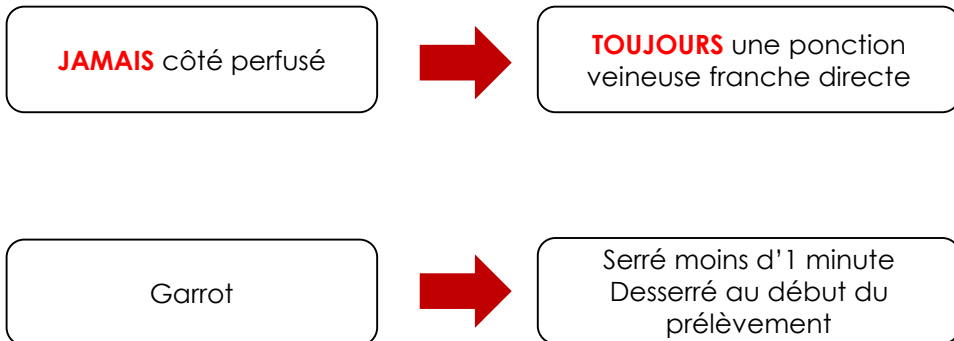 JAMAIS côté perfusé
TOUJOURS une ponction
veineuse franche directe
Garrot
Serré moins d’1 minute
Desserré au début du
prélèvement